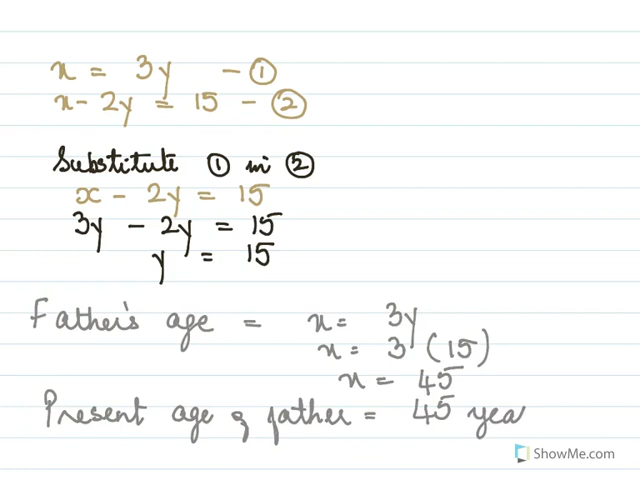 x = 3y - ①
x - 2y = 15 - ②
Substitute ① in ②
x - 2y = 15
3y - 2y = 15
y = 15
Father's age = x = 3y
x = 3 (15)
x = 45
Present age of father = 45 yea
ShowMe.com